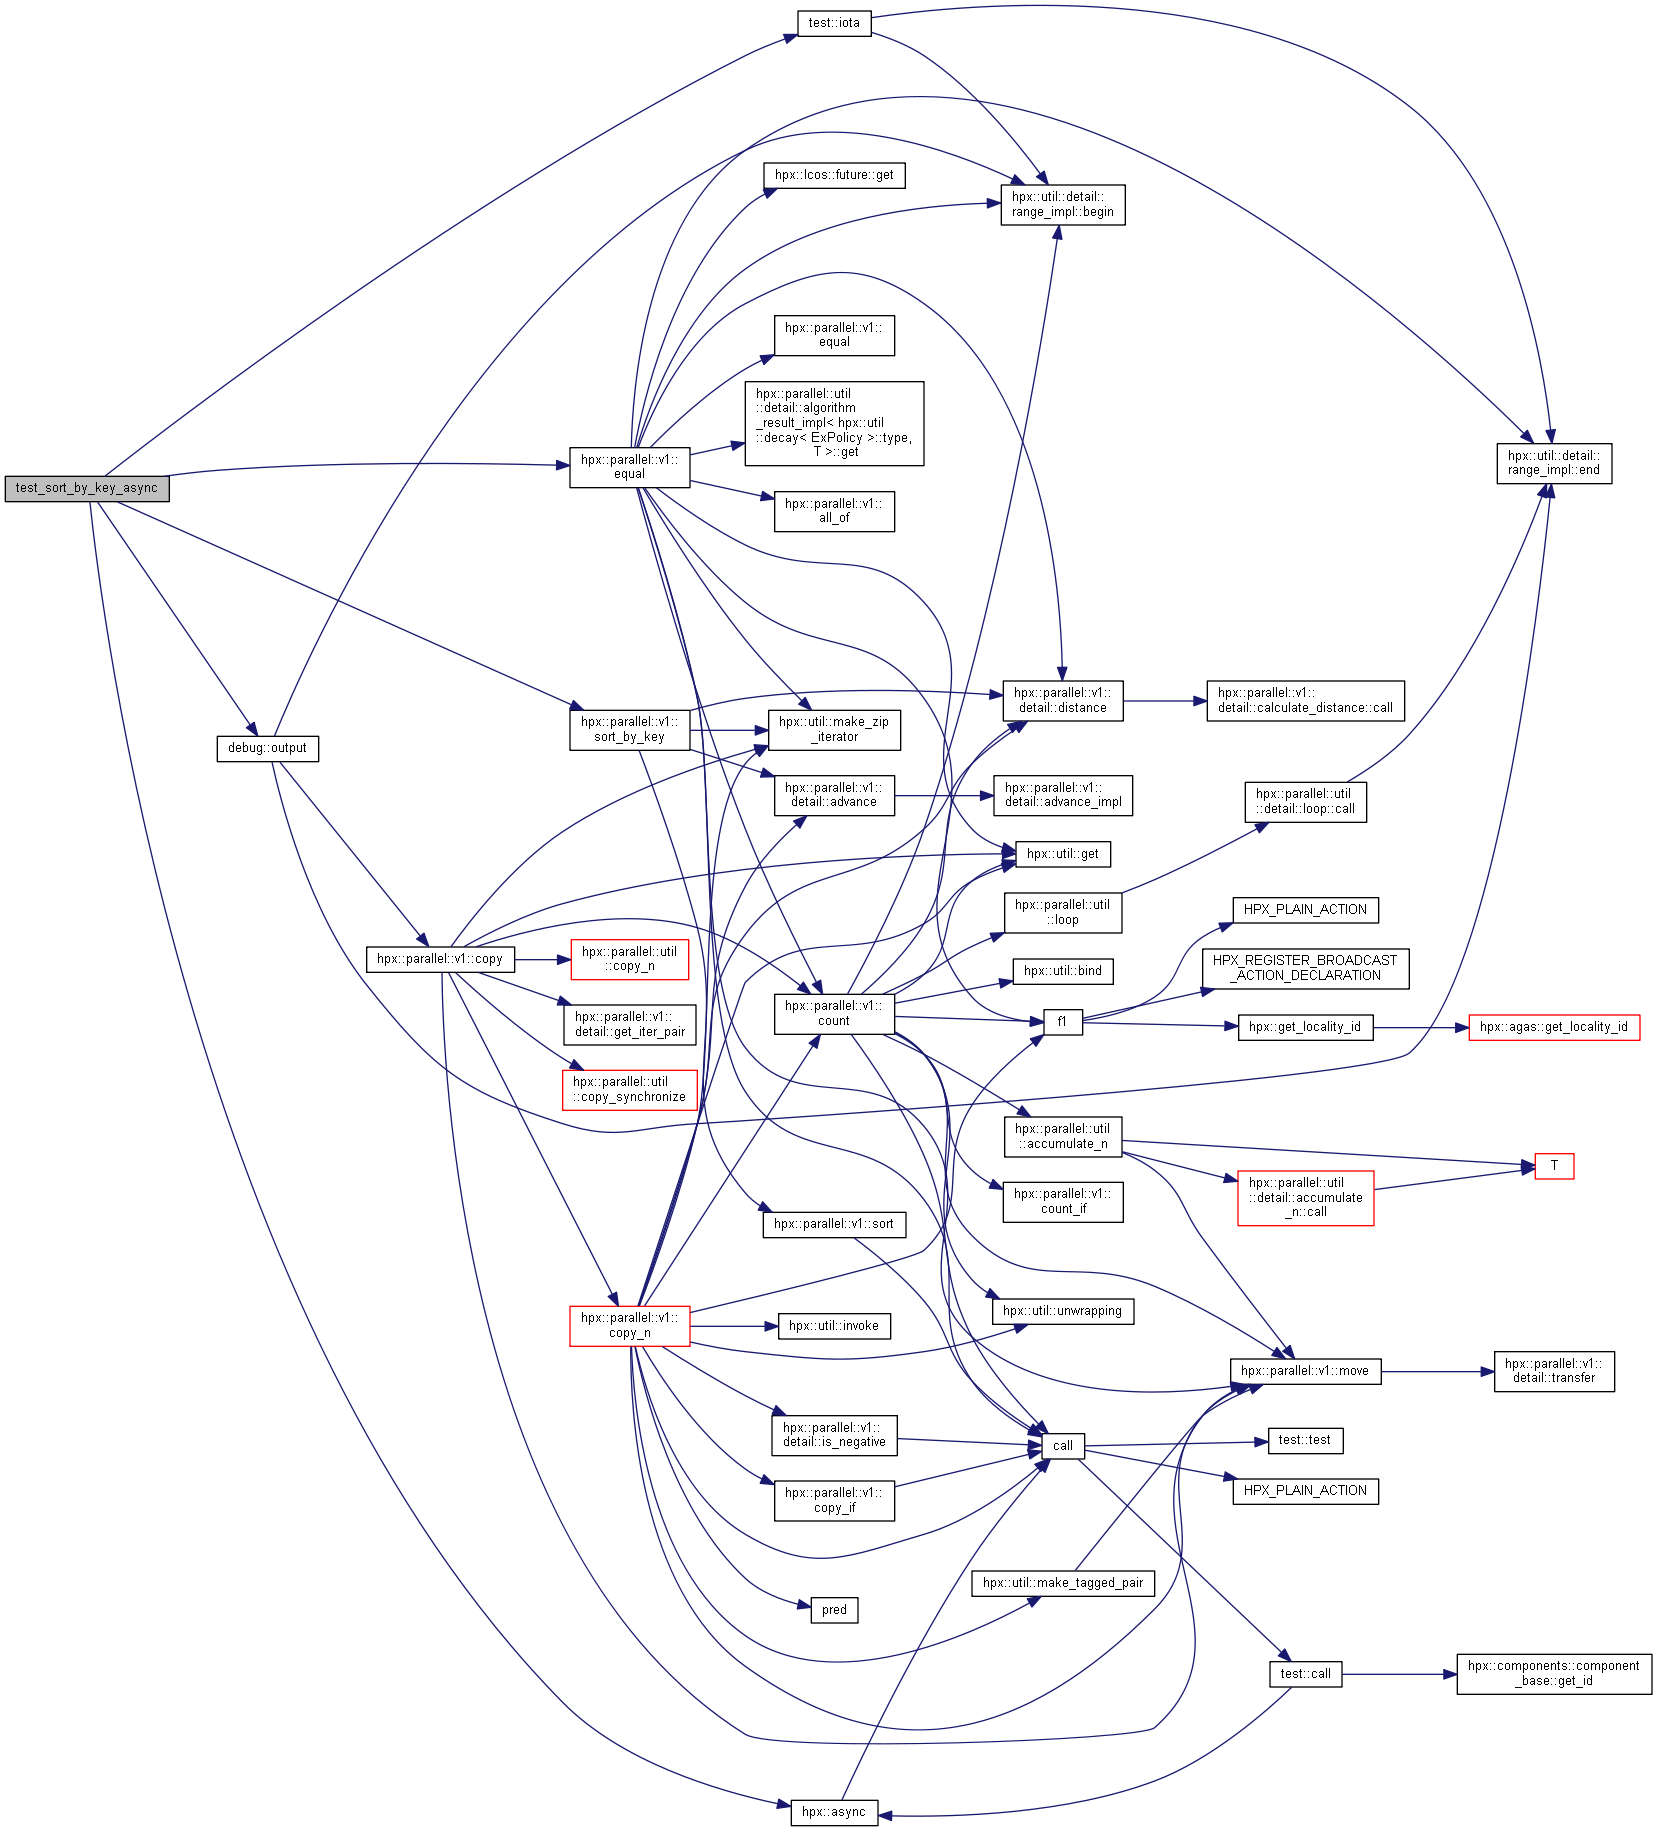 test::iota
hpx::lcos::future::get
hpx::util::detail::
range_impl::begin
hpx::parallel::v1::
equal
hpx::parallel::util
::detail::algorithm
_result_impl< hpx::util
::decay< ExPolicy >::type,
T >::get
hpx::parallel::v1::
equal
hpx::util::detail::
range_impl::end
test_sort_by_key_async
hpx::parallel::v1::
all_of
hpx::parallel::v1::
detail::distance
hpx::parallel::v1::
detail::calculate_distance::call
hpx::parallel::v1::
sort_by_key
hpx::util::make_zip
_iterator
debug::output
hpx::parallel::v1::
detail::advance
hpx::parallel::v1::
detail::advance_impl
hpx::parallel::util
::detail::loop::call
hpx::util::get
hpx::parallel::util
::loop
HPX_PLAIN_ACTION
hpx::parallel::v1::copy
hpx::parallel::util
::copy_n
hpx::util::bind
HPX_REGISTER_BROADCAST
_ACTION_DECLARATION
hpx::parallel::v1::
detail::get_iter_pair
hpx::parallel::v1::
count
f1
hpx::get_locality_id
hpx::agas::get_locality_id
hpx::parallel::util
::copy_synchronize
hpx::parallel::util
::accumulate_n
T
hpx::parallel::util
::detail::accumulate
_n::call
hpx::parallel::v1::
count_if
hpx::parallel::v1::sort
hpx::util::unwrapping
hpx::parallel::v1::
copy_n
hpx::util::invoke
hpx::parallel::v1::move
hpx::parallel::v1::
detail::transfer
hpx::parallel::v1::
detail::is_negative
call
test::test
HPX_PLAIN_ACTION
hpx::parallel::v1::
copy_if
hpx::util::make_tagged_pair
pred
test::call
hpx::components::component
_base::get_id
hpx::async